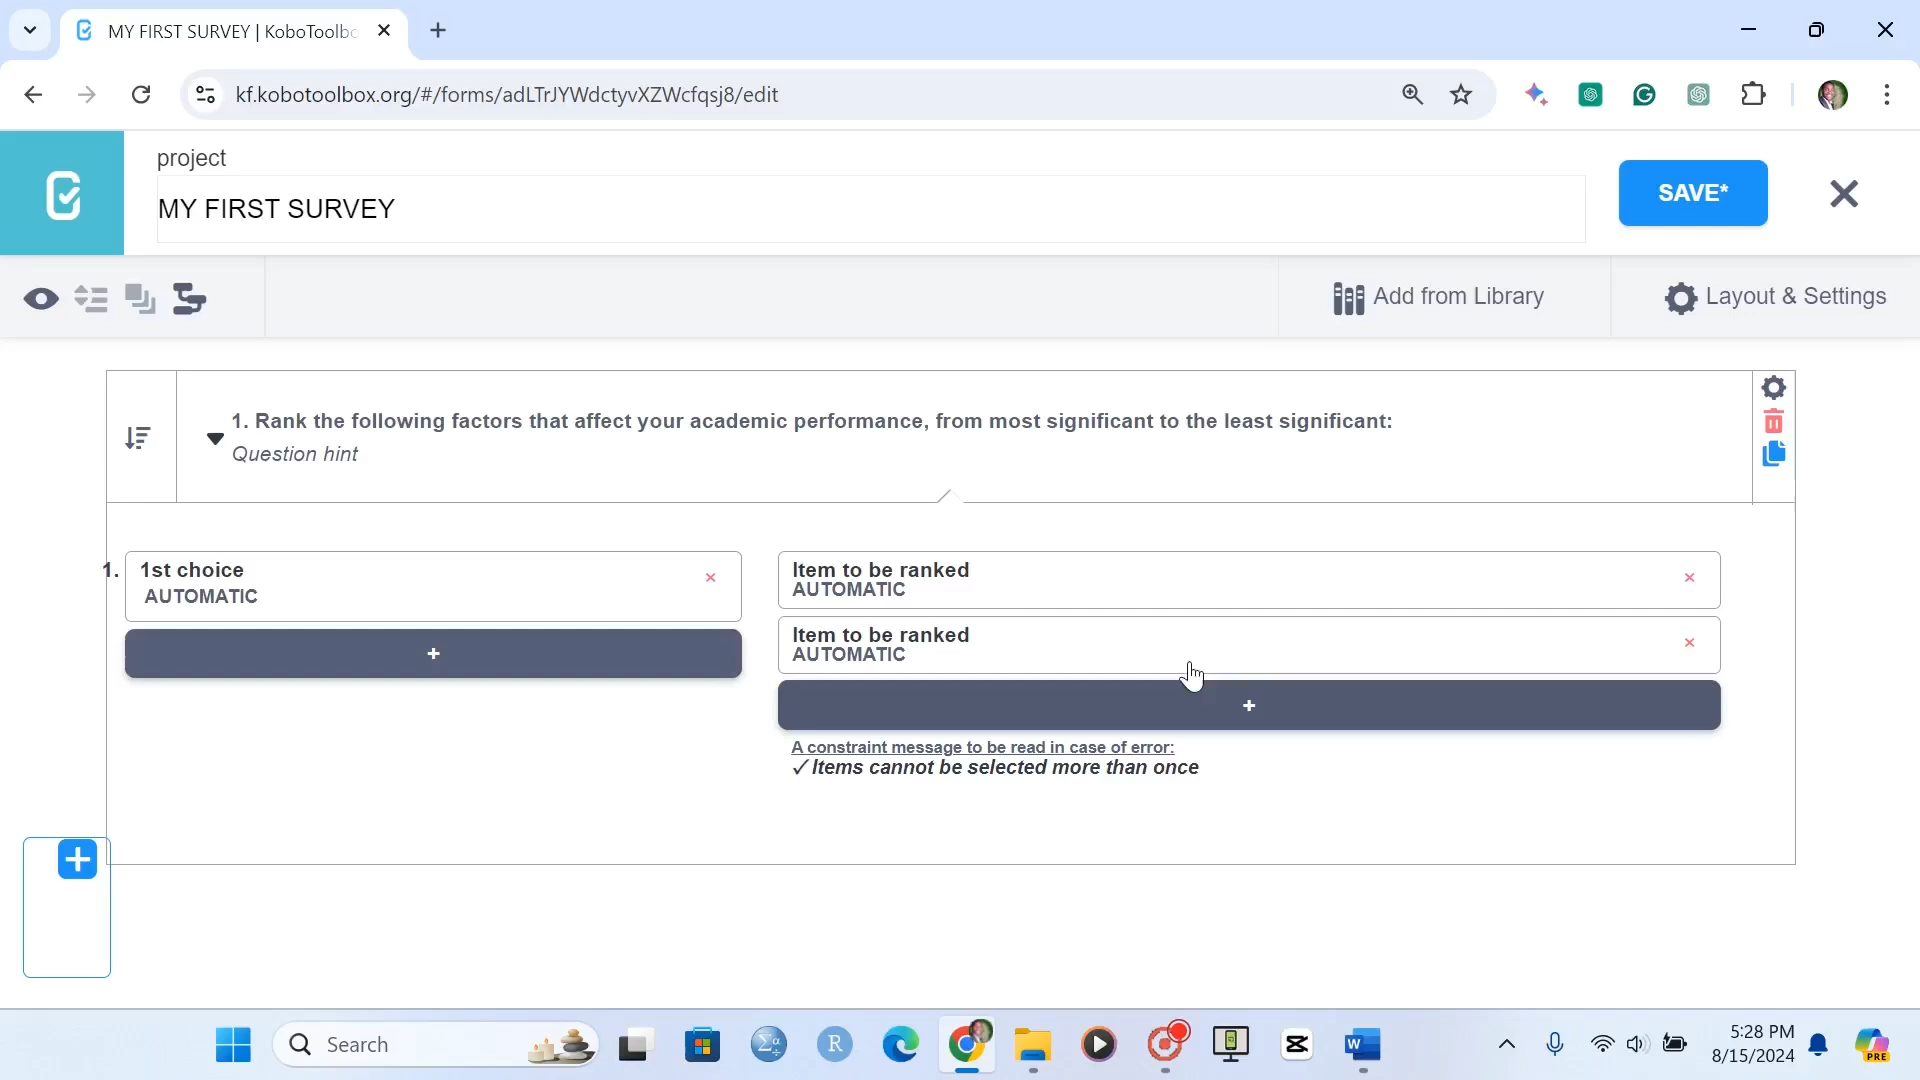 MY FIRST SURVEY | KoboToolbo
kf.kobotoolbox.org/#/forms/adLTrJYWdctyvXZWcfqsj8/edit
project
MY FIRST SURVEY
SAVE*
Add from Library
Layout & Settings
1. Rank the following factors that affect your academic performance, from most significant to the least significant:
Question hint
1. 1st choice
AUTOMATIC
+
Item to be ranked
AUTOMATIC
Item to be ranked
AUTOMATIC
+
A constraint message to be read in case of error:
✓Items cannot be selected more than once
Search
5:28 PM
8/15/2024
PRE